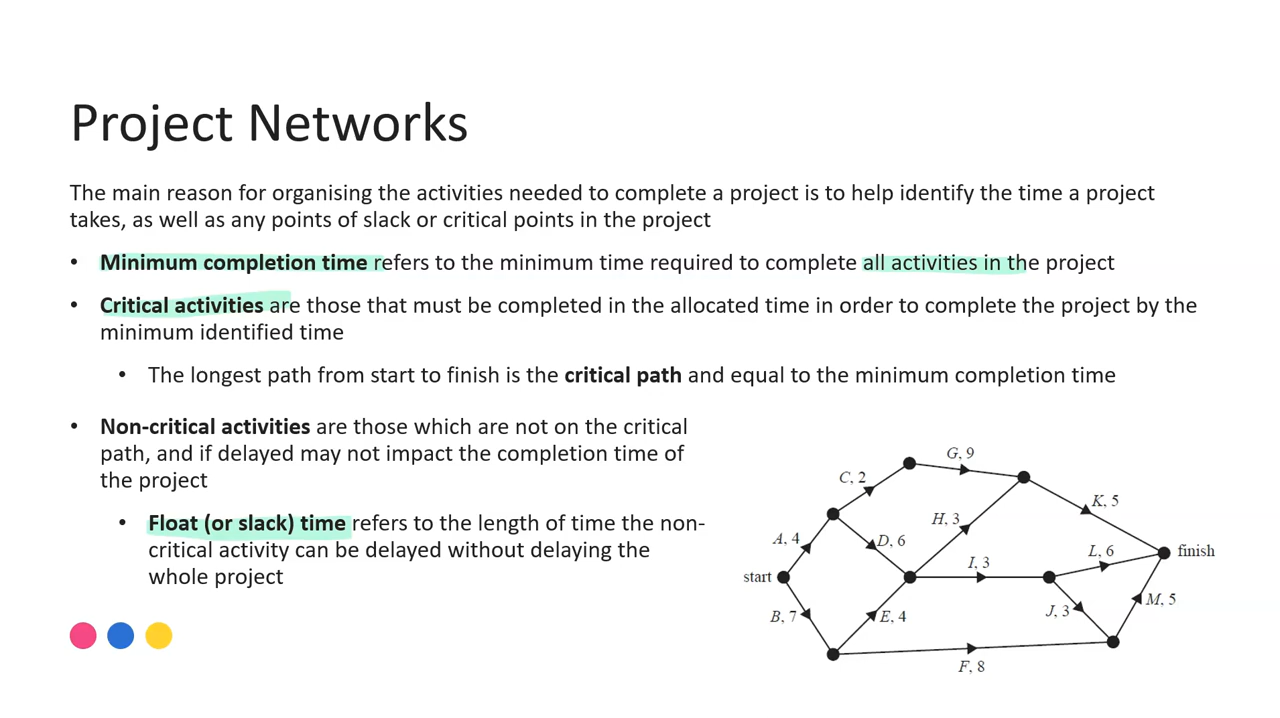 Project Networks
The main reason for organising the activities needed to complete a project is to help identify the time a project
takes, as well as any points of slack or critical points in the project
• Minimum completion time refers to the minimum time required to complete all activities in the project
• Critical activities are those that must be completed in the allocated time in order to complete the project by the
minimum identified time
• The longest path from start to finish is the critical path and equal to the minimum completion time
• Non-critical activities are those which are not on the critical
path, and if delayed may not impact the completion time of
the project
• Float (or slack) time refers to the length of time the non-
critical activity can be delayed without delaying the
whole project
G, 9
C, 2
K, 5
H, 3
A, 4
D, 6
L, 6
finish
I, 3
start
M, 5
J, 3
B, 7
E, 4
F, 8